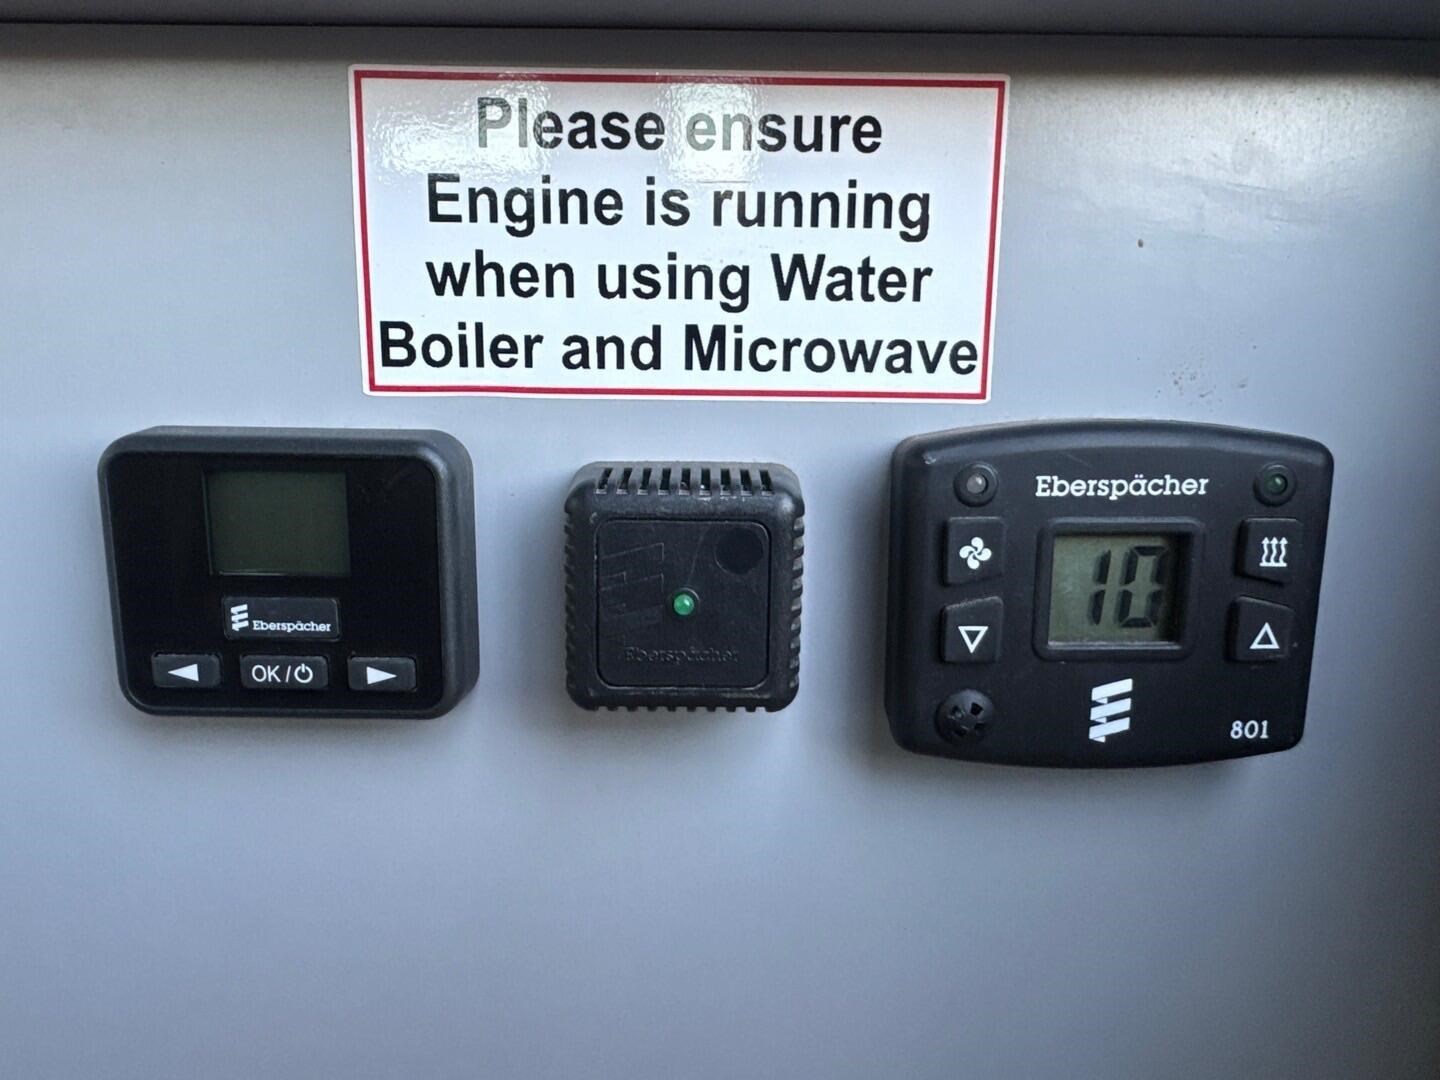 Please ensure
Engine is running
when using Water
Boiler and Microwave
Eberspächer
OK/⏻
Eberspächer
Eberspächer
10
801